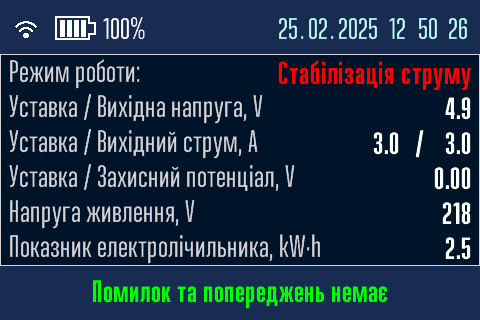 100% 25.02.2025 12 50 26
Режим роботи: Стабілізація струму
Уставка / Вихідна напруга, V 4.9
Уставка / Вихідний струм, A 3.0 / 3.0
Уставка / Захисний потенціал, V 0.00
Напруга живлення, V 218
Показник електролічильника, kW·h 2.5
Помилок та попереджень немає